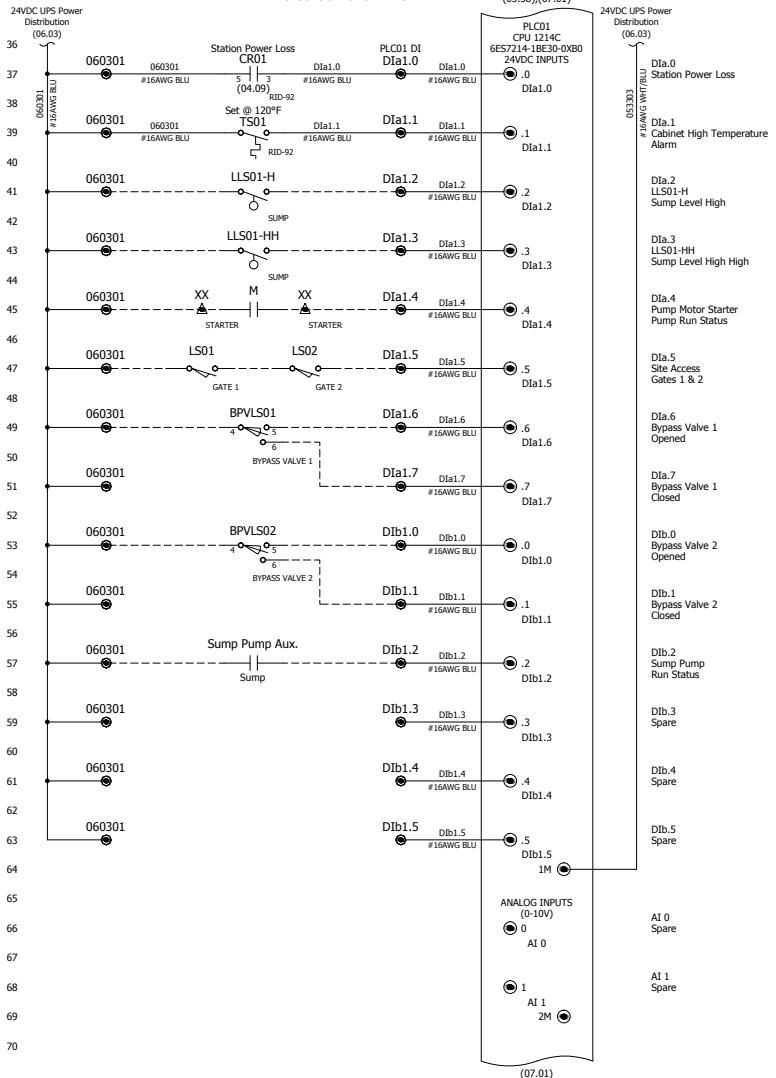 (05.38),(07.01)
24VDC UPS Power
Distribution
(06.03)
PLC01
CPU 1214C
6ES7214-1BE30-0XB0
24VDC INPUTS
24VDC UPS Power
Distribution
(06.03)
36
060301
#16AWG BLU
053303
#16AWG WHT/BLU
37
060301
060301
#16AWG BLU
Station Power Loss
CR01
5 3
(04.09)
RID-92
DIa1.0
#16AWG BLU
PLC01 DI
DIa1.0
DIa1.0
#16AWG BLU
.0
DIa1.0
DIa.0
Station Power Loss
38
39
060301
060301
#16AWG BLU
Set @ 120°F
TS01
RID-92
DIa1.1
#16AWG BLU
DIa1.1
DIa1.1
#16AWG BLU
.1
DIa1.1
DIa.1
Cabinet High Temperature
Alarm
40
41
060301
LLS01-H
SUMP
DIa1.2
DIa1.2
#16AWG BLU
.2
DIa1.2
DIa.2
LLS01-H
Sump Level High
42
43
060301
LLS01-HH
SUMP
DIa1.3
DIa1.3
#16AWG BLU
.3
DIa1.3
DIa.3
LLS01-HH
Sump Level High High
44
45
060301
XX
STARTER
M
XX
STARTER
DIa1.4
DIa1.4
#16AWG BLU
.4
DIa1.4
DIa.4
Pump Motor Starter
Pump Run Status
46
47
060301
LS01
GATE 1
LS02
GATE 2
DIa1.5
DIa1.5
#16AWG BLU
.5
DIa1.5
DIa.5
Site Access
Gates 1 & 2
48
49
060301
BPVLS01
4 5
6
BYPASS VALVE 1
DIa1.6
DIa1.6
#16AWG BLU
.6
DIa1.6
DIa.6
Bypass Valve 1
Opened
50
51
060301
DIa1.7
DIa1.7
#16AWG BLU
.7
DIa1.7
DIa.7
Bypass Valve 1
Closed
52
53
060301
BPVLS02
4 5
6
BYPASS VALVE 2
DIb1.0
DIb1.0
#16AWG BLU
.0
DIb1.0
DIb.0
Bypass Valve 2
Opened
54
55
060301
DIb1.1
DIb1.1
#16AWG BLU
.1
DIb1.1
DIb.1
Bypass Valve 2
Closed
56
57
060301
Sump Pump Aux.
Sump
DIb1.2
DIb1.2
#16AWG BLU
.2
DIb1.2
DIb.2
Sump Pump
Run Status
58
59
060301
DIb1.3
DIb1.3
#16AWG BLU
.3
DIb1.3
DIb.3
Spare
60
61
060301
DIb1.4
DIb1.4
#16AWG BLU
.4
DIb1.4
DIb.4
Spare
62
63
060301
DIb1.5
DIb1.5
#16AWG BLU
.5
DIb1.5
DIb.5
Spare
64
1M
65
ANALOG INPUTS
(0-10V)
66
0
AI 0
AI 0
Spare
67
68
1
AI 1
AI 1
Spare
69
2M
70
(07.01)